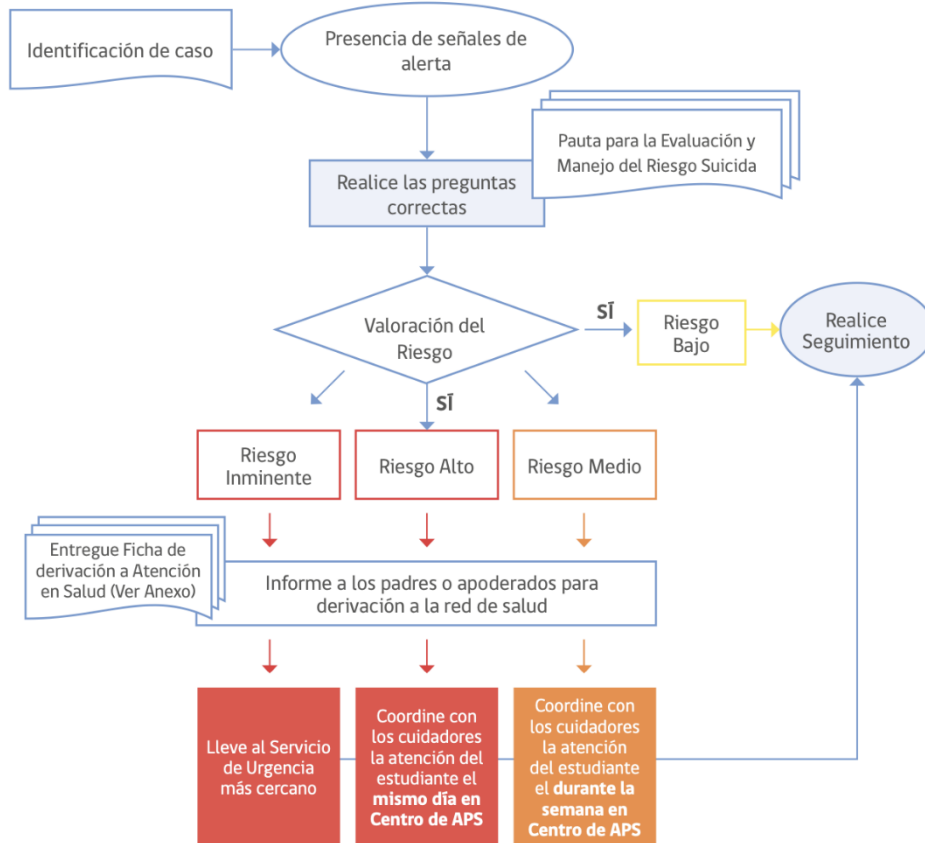 Identificación de caso
Presencia de señales de
alerta
Pauta para la Evaluación y
Manejo del Riesgo Suicida
Realice las preguntas
correctas
Valoración del
Riesgo
SÍ
Riesgo
Bajo
Realice
Seguimiento
SÍ
Riesgo
Inminente
Riesgo Alto
Riesgo Medio
Entregue Ficha de
derivación a Atención
en Salud (Ver Anexo)
Informe a los padres o apoderados para
derivación a la red de salud
Lleve al Servicio
de Urgencia
más cercano
Coordine con
los cuidadores
la atención del
estudiante el
mismo día en
Centro de APS
Coordine con
los cuidadores
la atención
del estudiante
el durante la
semana en
Centro de APS